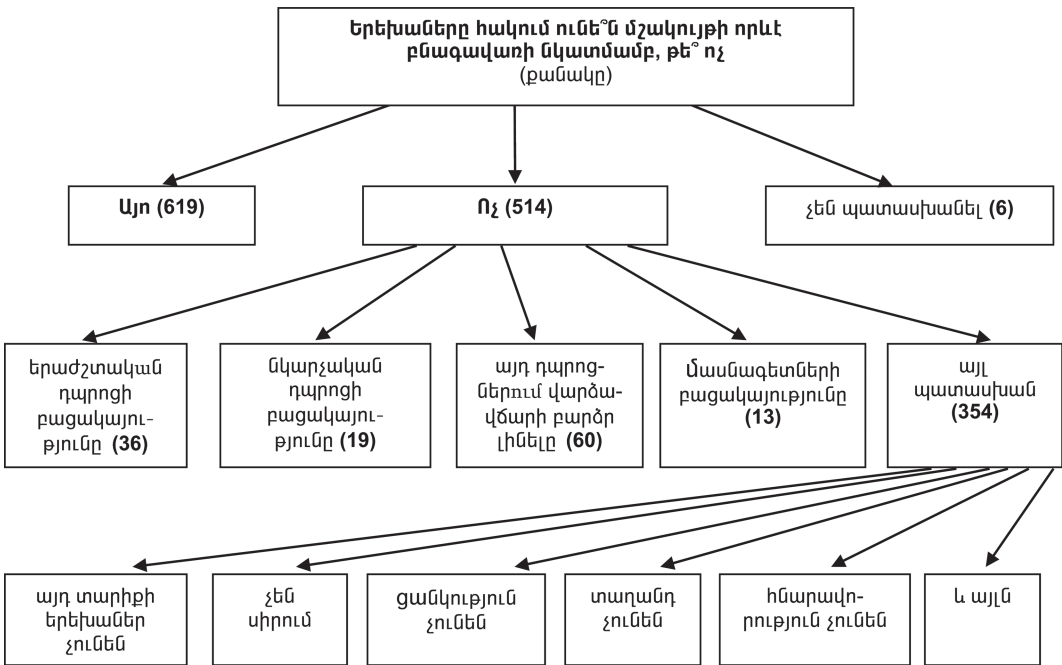 Երեխաները հակում ունե՞ն մշակույթի որևէ
բնագավառի նկատմամբ, թե՞ ոչ
(քանակը)
Այո (619)
Ոչ (514)
չեն պատասխանել (6)
երաժշտական
դպրոցի
բացակայու-
թյունը (36)
նկարչական
դպրոցի
բացակայու-
թյունը (19)
այդ դպրոց-
ներում վարձա-
վճարի բարձր
լինելը (60)
Մասնագետների
բացակայությունը
(13)
այլ
պատասխան
(354)
այդ տարիքի
երեխաներ
չունեն
չեն
սիրում
ցանկություն
չունեն
տաղանդ
չունեն
հնարավո-
րություն չունեն
և այլն